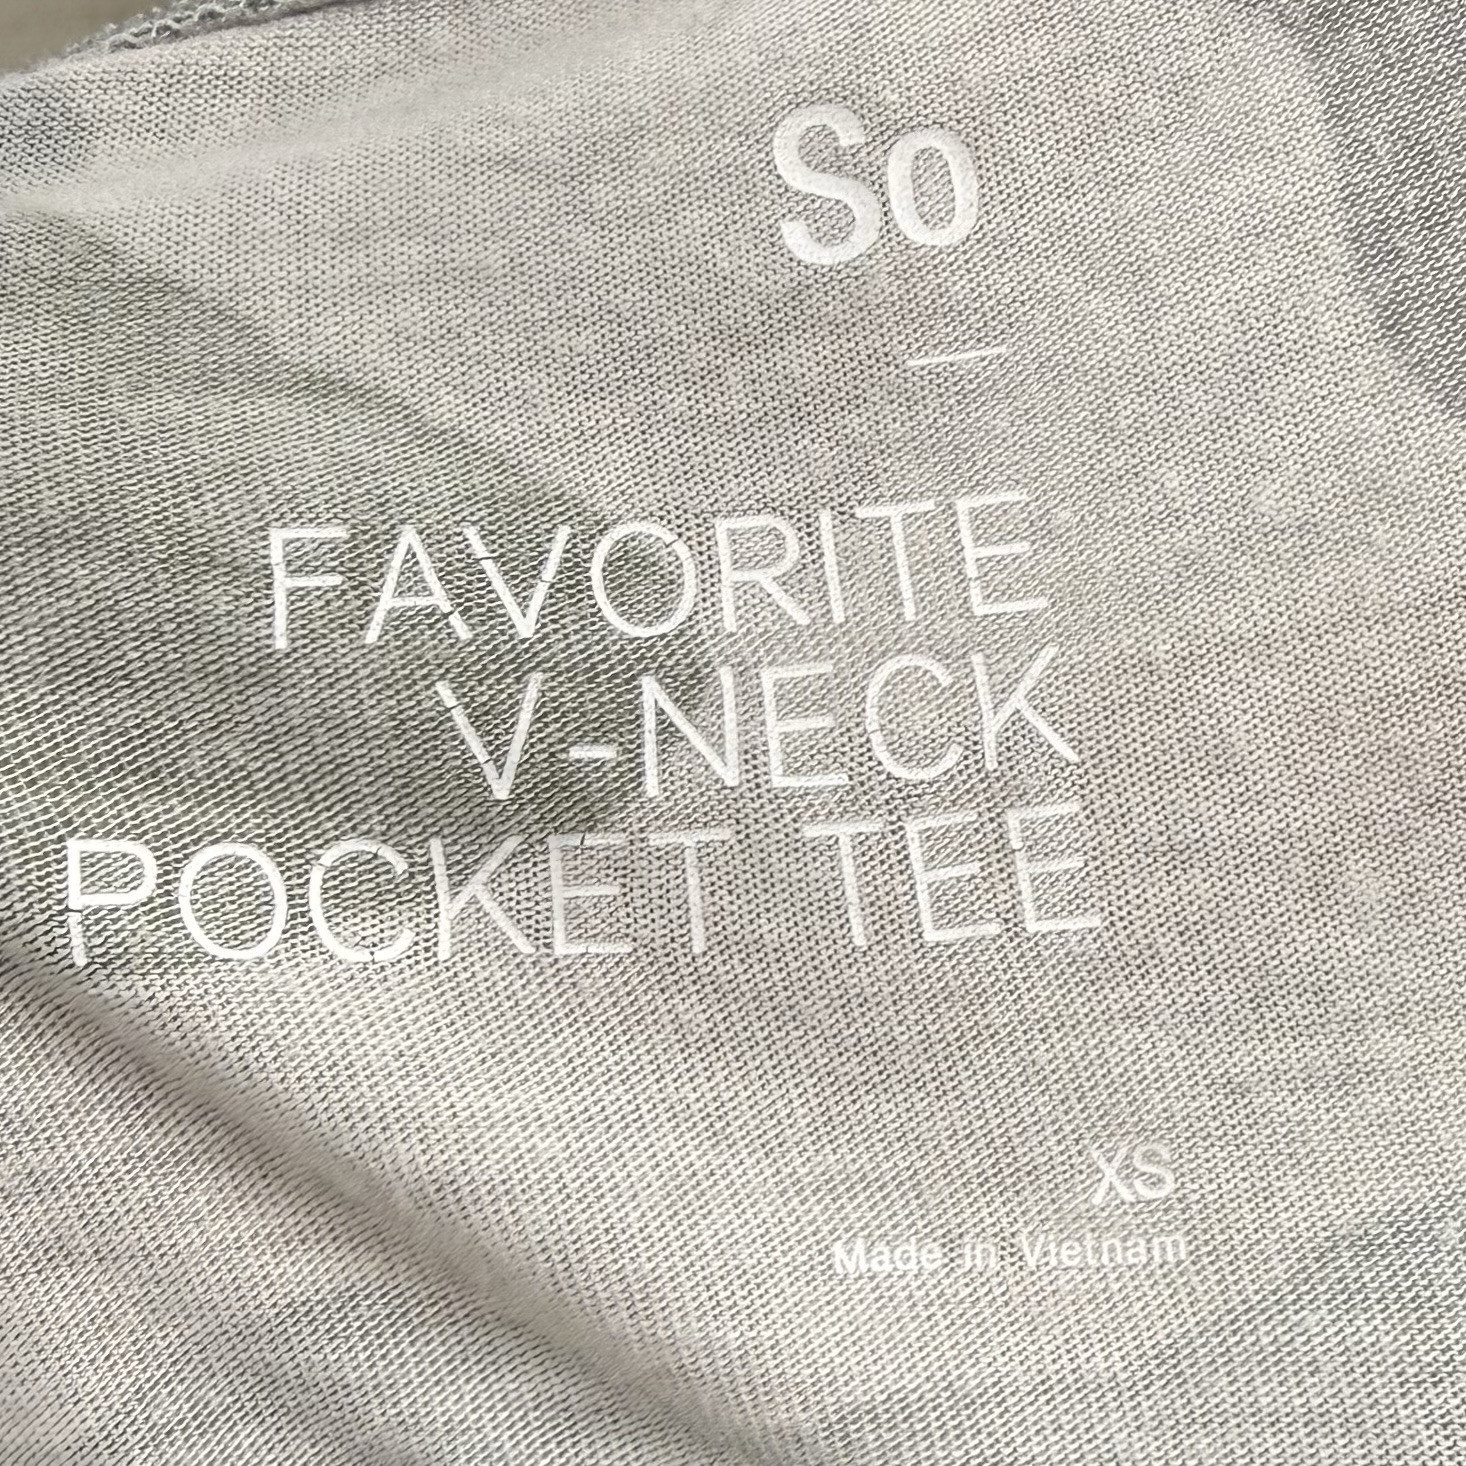 So
—
FAVORITE
V-NECK
POCKET TEE
XS
Made in Vietnam